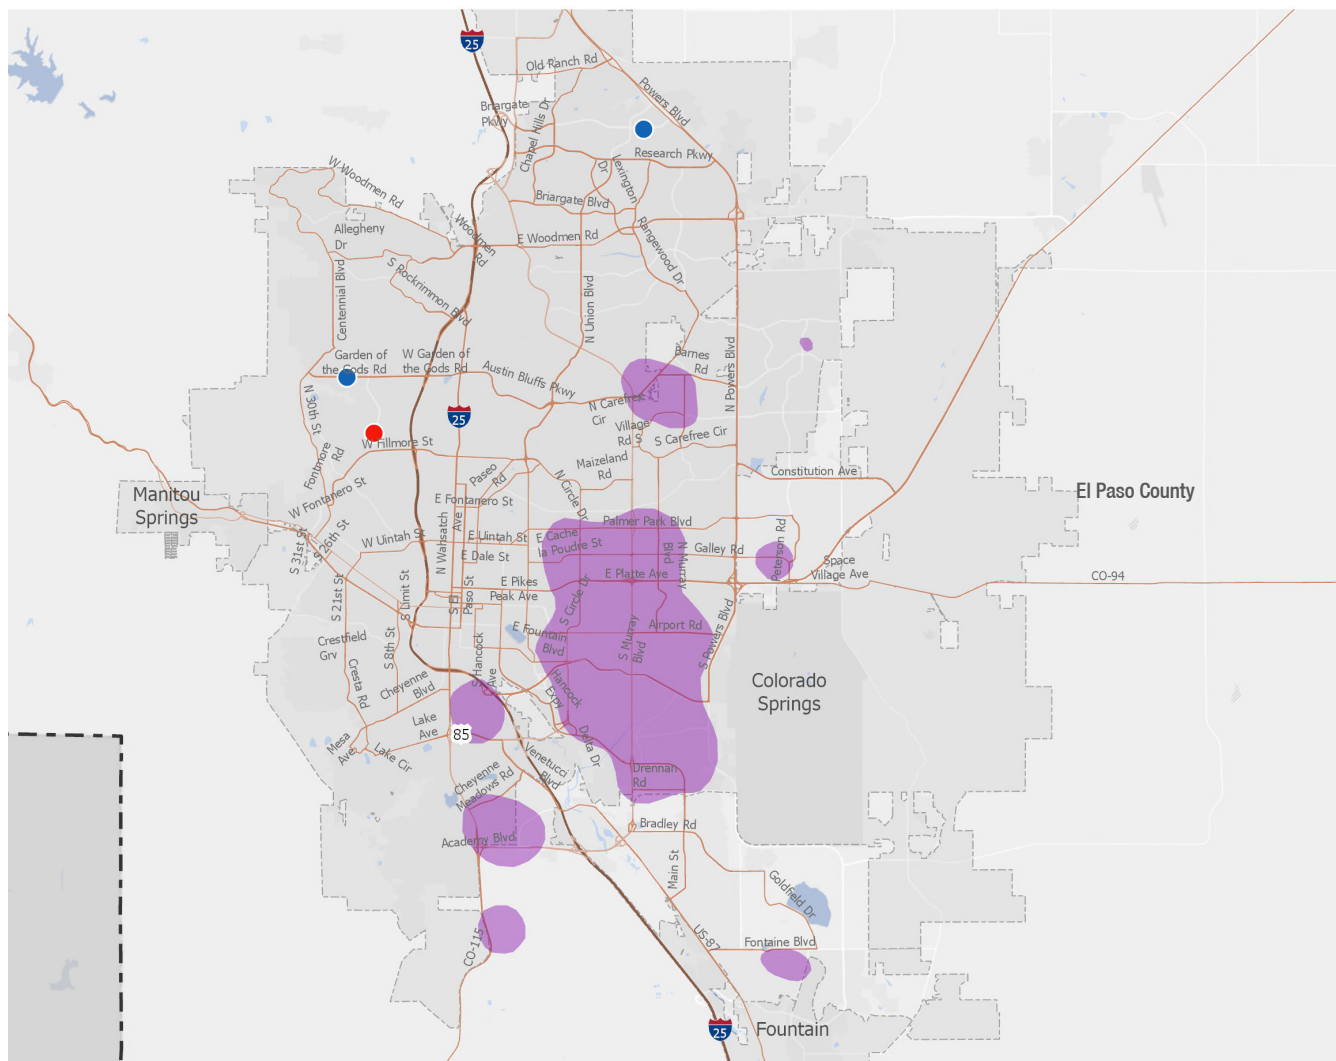 25
Old Ranch Rd
Powers Blvd
Briargate
Pkwy
Chapel Hills Dr
Research Pkwy
Lexington
Dr
W Woodmen Rd
Briargate Blvd
Allegheny
Dr
Woodmen
Rd
E Woodmen Rd
Rangewood Dr
S Rockrimmon Blvd
Centennial Blvd
N Union Blvd
Garden of
the Gods Rd
W Garden of
the Gods Rd
Barnes
Rd
N Powers Blvd
Austin Bluffs Pkwy
N 30th St
N Carefree
Cir
25
Village
Rd S
S Carefree Cir
W Fillmore St
Fontmore
Rd
Maizeland
Rd
Paseo
Rd
Constitution Ave
N Circle Dr
W Fontanero St
E Fontanero St
Manitou
Springs
El Paso County
N Wahsatch
Ave
Palmer Park Blvd
S 26th St
S 31st St
W Uintah St
E Uintah St
E Cache
la Poudre St
Peterson Rd
Galley Rd
N Murray
Blvd
E Dale St
Space
Village Ave
E Platte Ave
CO-94
S 21st St
S Limit St
S El
Paso St
E Pikes
Peak Ave
S Circle Dr
Airport Rd
S Powers Blvd
E Fountain
Blvd
S Murray
Blvd
Crestfield
Grv
S 8th St
S Hancock
Ave
Cresta Rd
Cheyenne
Blvd
Hancock
Expy
Colorado
Springs
Lake
Ave
85
Mesa
Ave
Lake Cir
Delta Dr
Venetucci
Blvd
Cheyenne
Meadows Rd
Drennan
Rd
Bradley Rd
Academy Blvd
Main St
Goldfield Dr
CO-115
US-87
Fontaine Blvd
25
Fountain